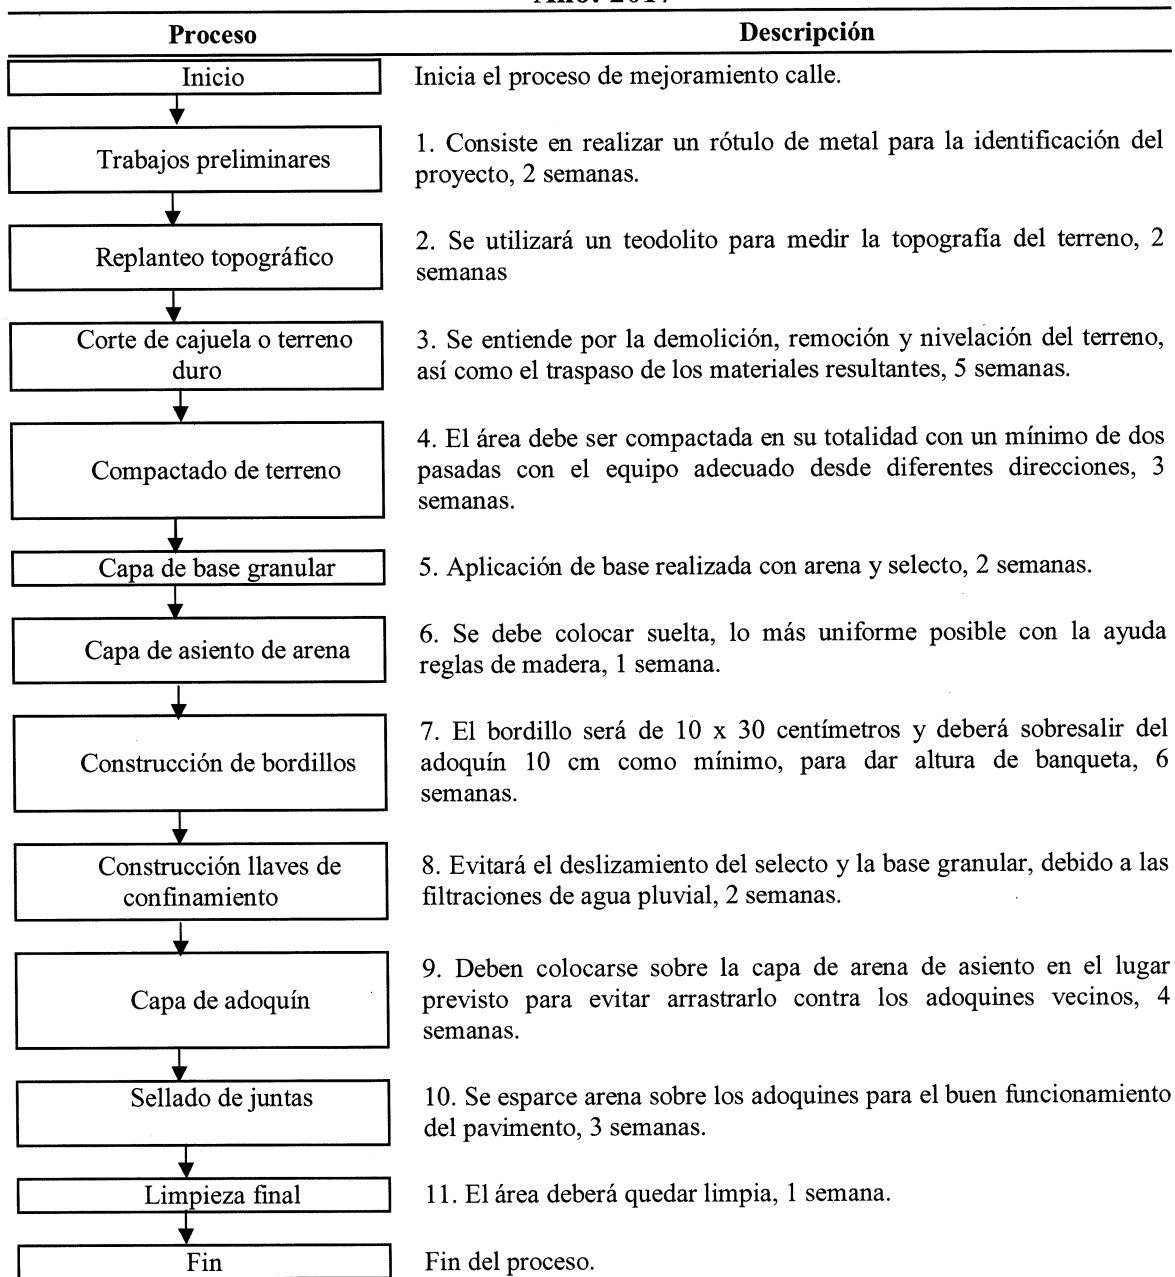 Año: 2017
Proceso
Descripción
Inicio
Inicia el proceso de mejoramiento calle.
Trabajos preliminares
1. Consiste en realizar un rótulo de metal para la identificación del
proyecto, 2 semanas.
Replanteo topográfico
2. Se utilizará un teodolito para medir la topografía del terreno, 2
semanas
Corte de cajuela o terreno
duro
3. Se entiende por la demolición, remoción y nivelación del terreno,
así como el traspaso de los materiales resultantes, 5 semanas.
Compactado de terreno
4. El área debe ser compactada en su totalidad con un mínimo de dos
pasadas con el equipo adecuado desde diferentes direcciones, 3
semanas.
Capa de base granular
5. Aplicación de base realizada con arena y selecto, 2 semanas.
Capa de asiento de arena
6. Se debe colocar suelta, lo más uniforme posible con la ayuda
reglas de madera, 1 semana.
Construcción de bordillos
7. El bordillo será de 10 x 30 centímetros y deberá sobresalir del
adoquín 10 cm como mínimo, para dar altura de banqueta, 6
semanas.
Construcción llaves de
confinamiento
8. Evitará el deslizamiento del selecto y la base granular, debido a las
filtraciones de agua pluvial, 2 semanas.
Capa de adoquín
9. Deben colocarse sobre la capa de arena de asiento en el lugar
previsto para evitar arrastrarlo contra los adoquines vecinos, 4
semanas.
Sellado de juntas
10. Se esparce arena sobre los adoquines para el buen funcionamiento
del pavimento, 3 semanas.
Limpieza final
11. El área deberá quedar limpia, 1 semana.
Fin
Fin del proceso.